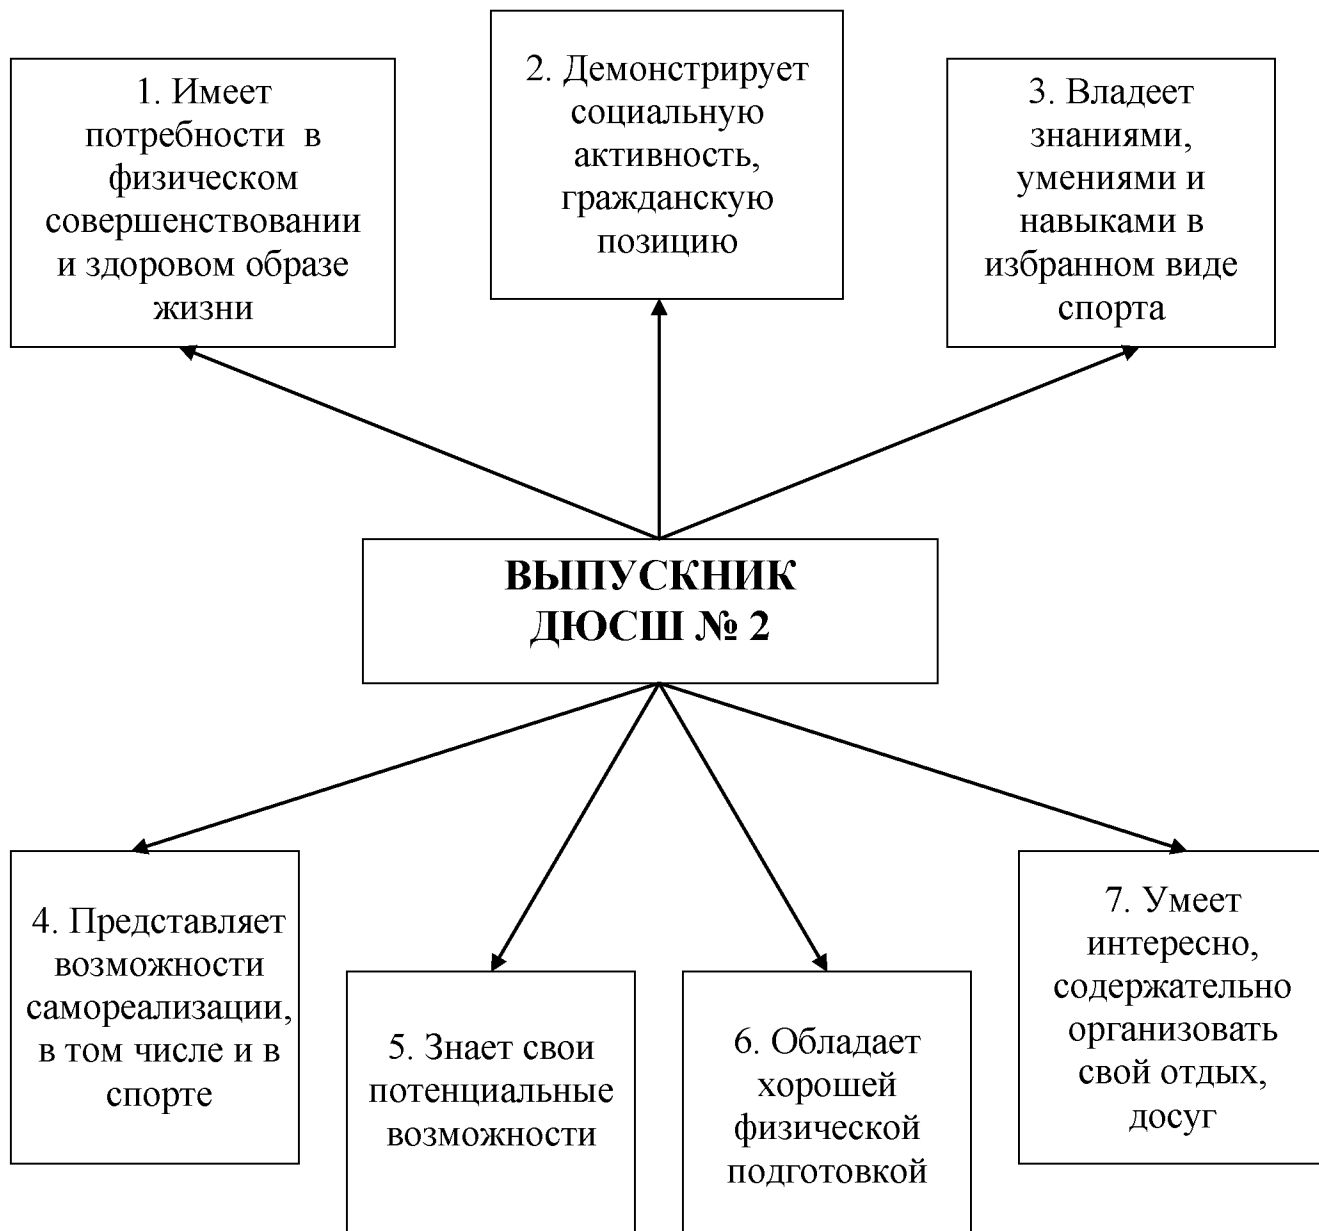 1. Имеет
потребности в
физическом
совершенствовании
и здоровом образе
жизни
2. Демонстрирует
социальную
активность,
гражданскую
позицию
3. Владеет
знаниями,
умениями и
навыками в
избранном виде
спорта
ВЫПУСКНИК
ДЮСШ № 2
4. Представляет
возможности
самореализации,
в том числе и в
спорте
5. Знает свои
потенциальные
возможности
6. Обладает
хорошей
физической
подготовкой
7. Умеет
интересно,
содержательно
организовать
свой отдых,
досуг